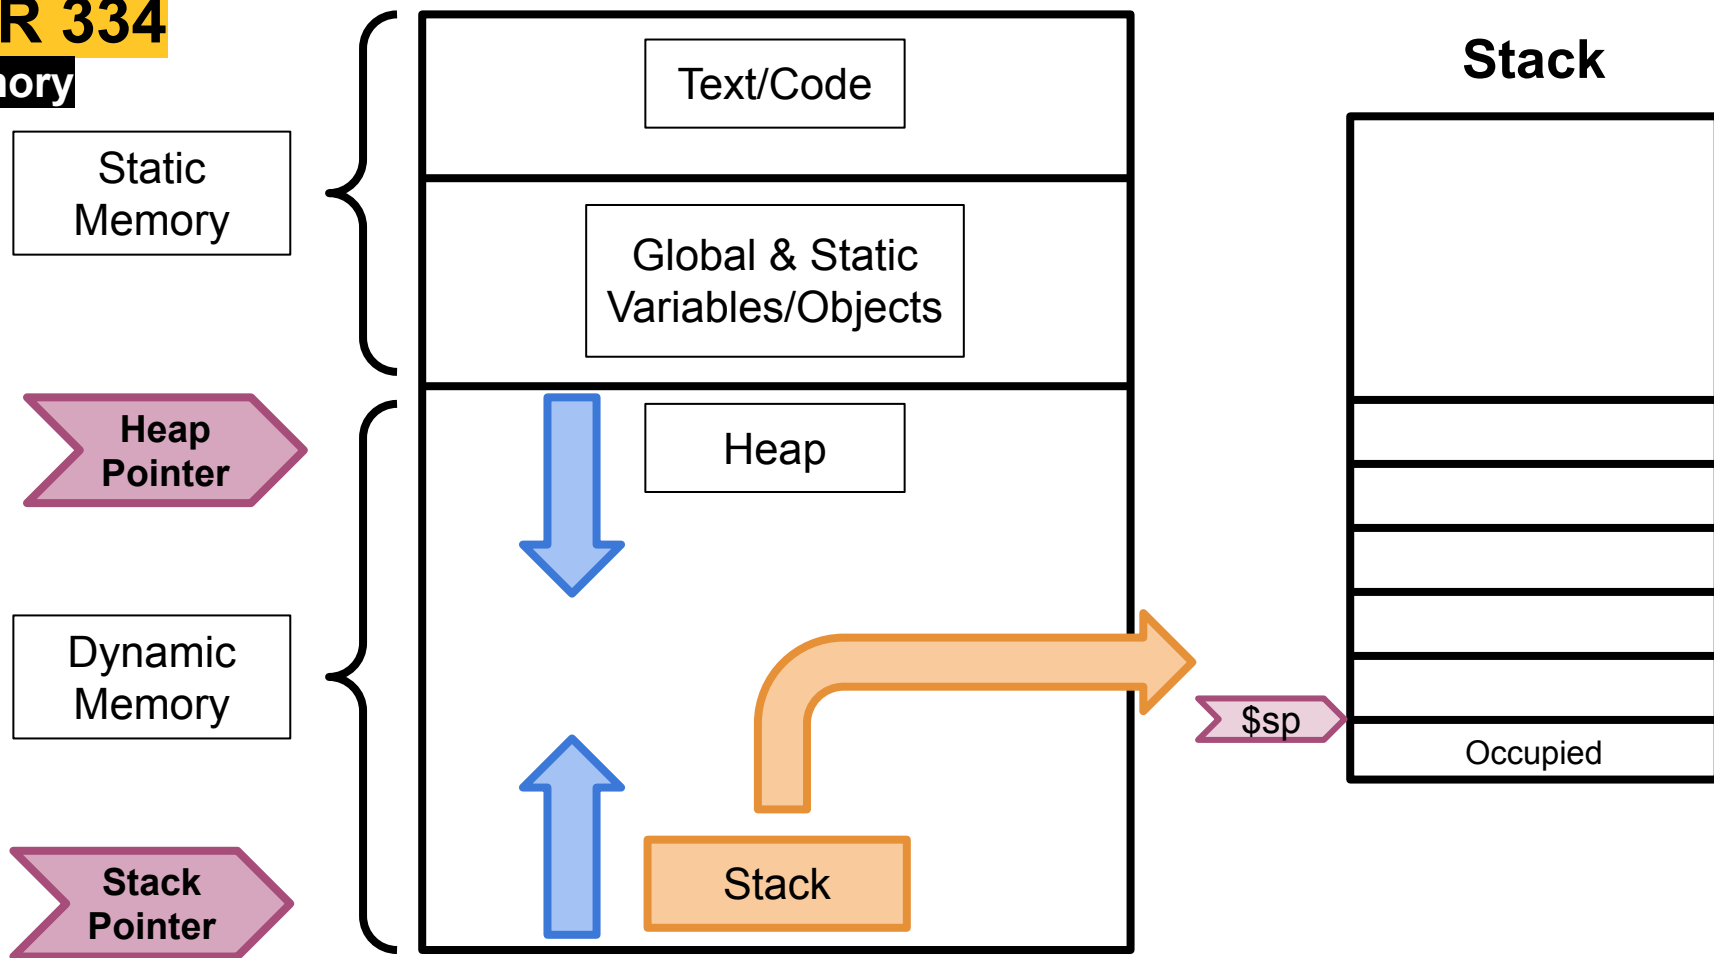 R 334
Text/Code
Stack
Static
Memory
Global & Static
Variables/Objects
Heap
Pointer
Heap
Dynamic
Memory
$sp
Occupied
Stack
Pointer
Stack